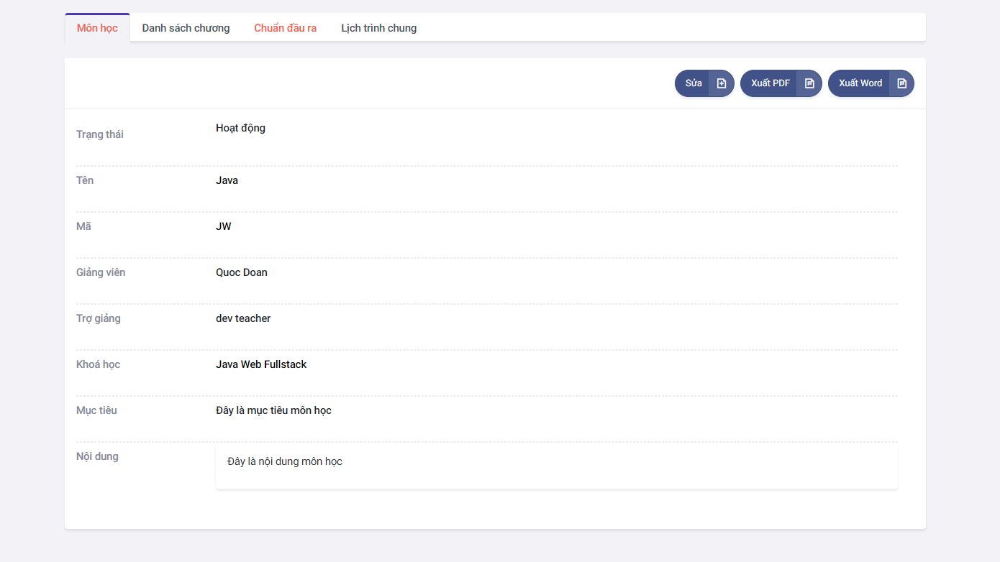 Môn học Danh sách chương Chuẩn đầu ra Lịch trình chung
Sửa Xuất PDF Xuất Word
Trạng thái Hoạt động
Tên Java
Mã JW
Giảng viên Quoc Doan
Trợ giảng dev teacher
Khoá học Java Web Fullstack
Mục tiêu Đây là mục tiêu môn học
Nội dung Đây là nội dung môn học